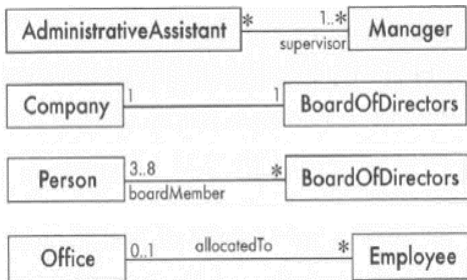 AdministrativeAssistant * 1..* Manager
supervisor
Company 1 1 BoardOfDirectors
Person 3..8 * BoardOfDirectors
boardMember
Office 0..1 allocatedTo * Employee